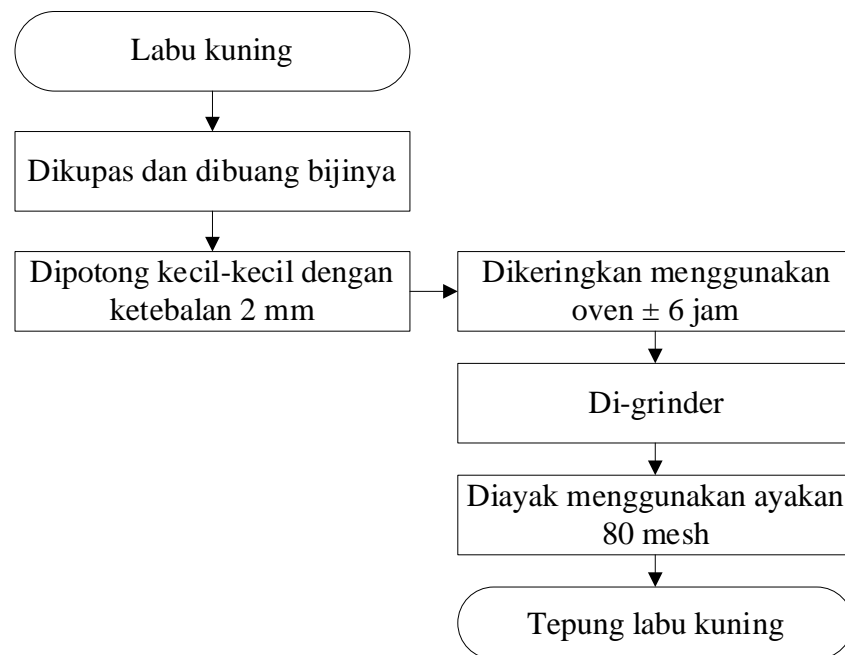 Labu kuning
Dikupas dan dibuang bijinya
Dipotong kecil-kecil dengan
ketebalan 2 mm
Dikeringkan menggunakan
oven ± 6 jam
Di-grinder
Diayak menggunakan ayakan
80 mesh
Tepung labu kuning